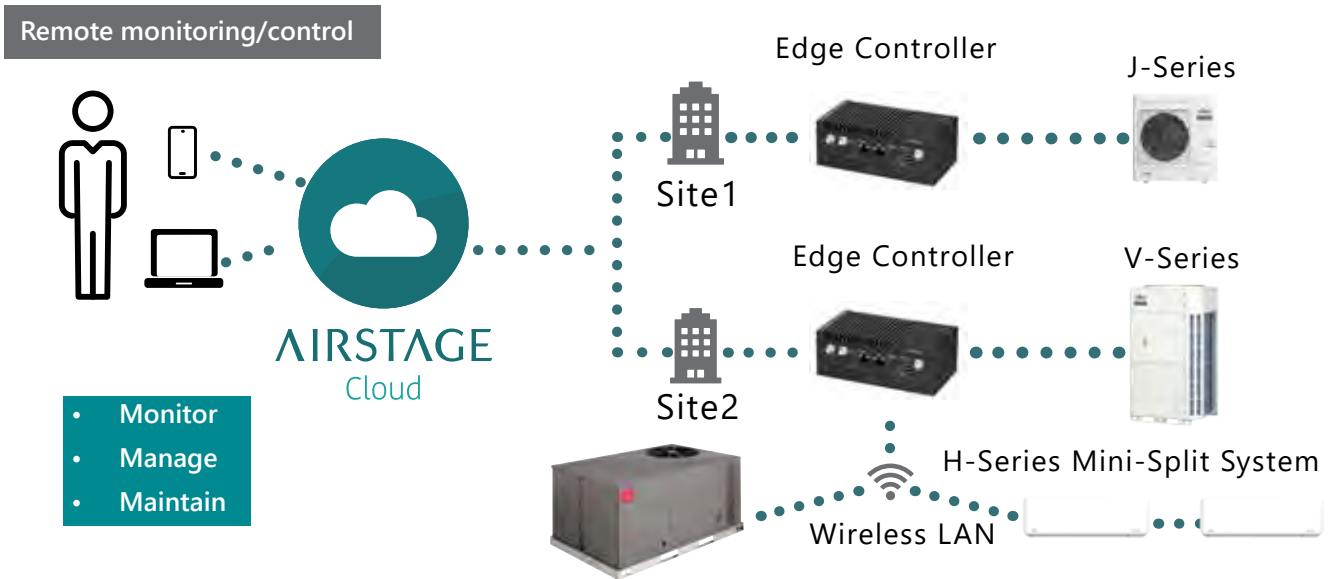 Remote monitoring/control
Edge Controller
J-Series
Site1
Edge Controller
V-Series
AIRSTAGE
Cloud
Site2
• Monitor
• Manage
• Maintain
H-Series Mini-Split System
Wireless LAN